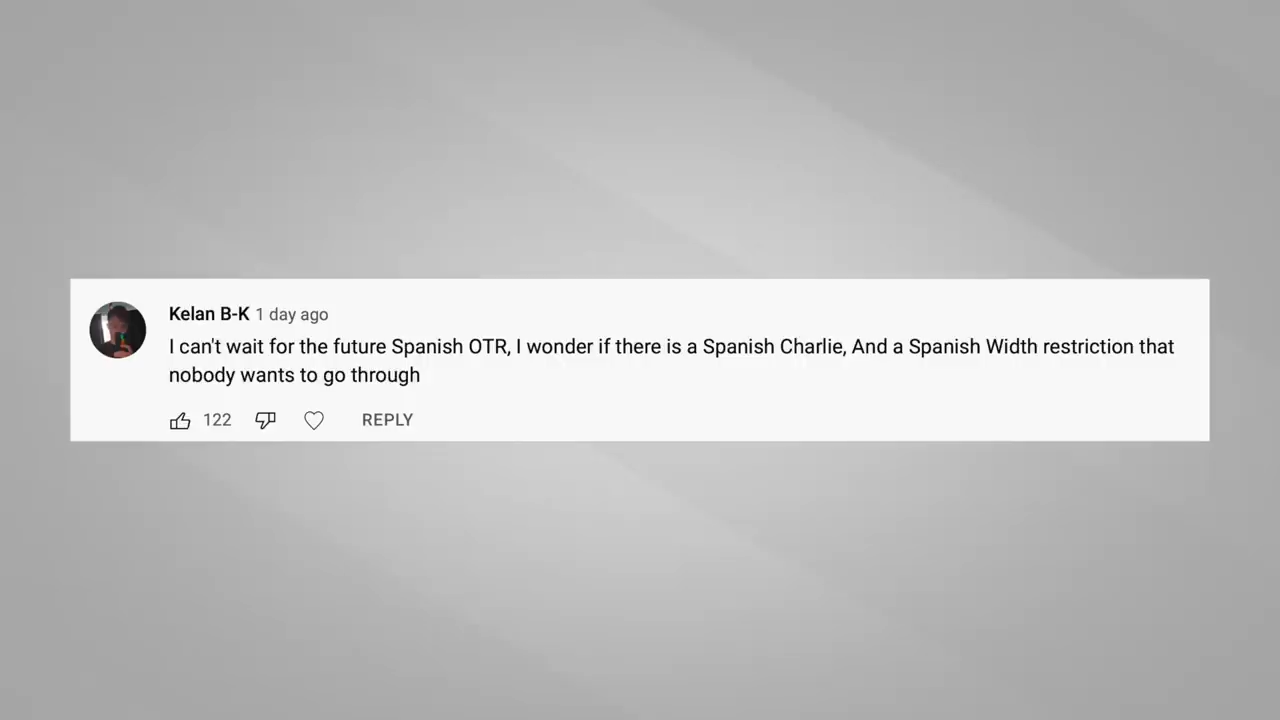 Kelan B-K 1 day ago
I can't wait for the future Spanish OTR, I wonder if there is a Spanish Charlie, And a Spanish Width restriction that
nobody wants to go through
122 REPLY